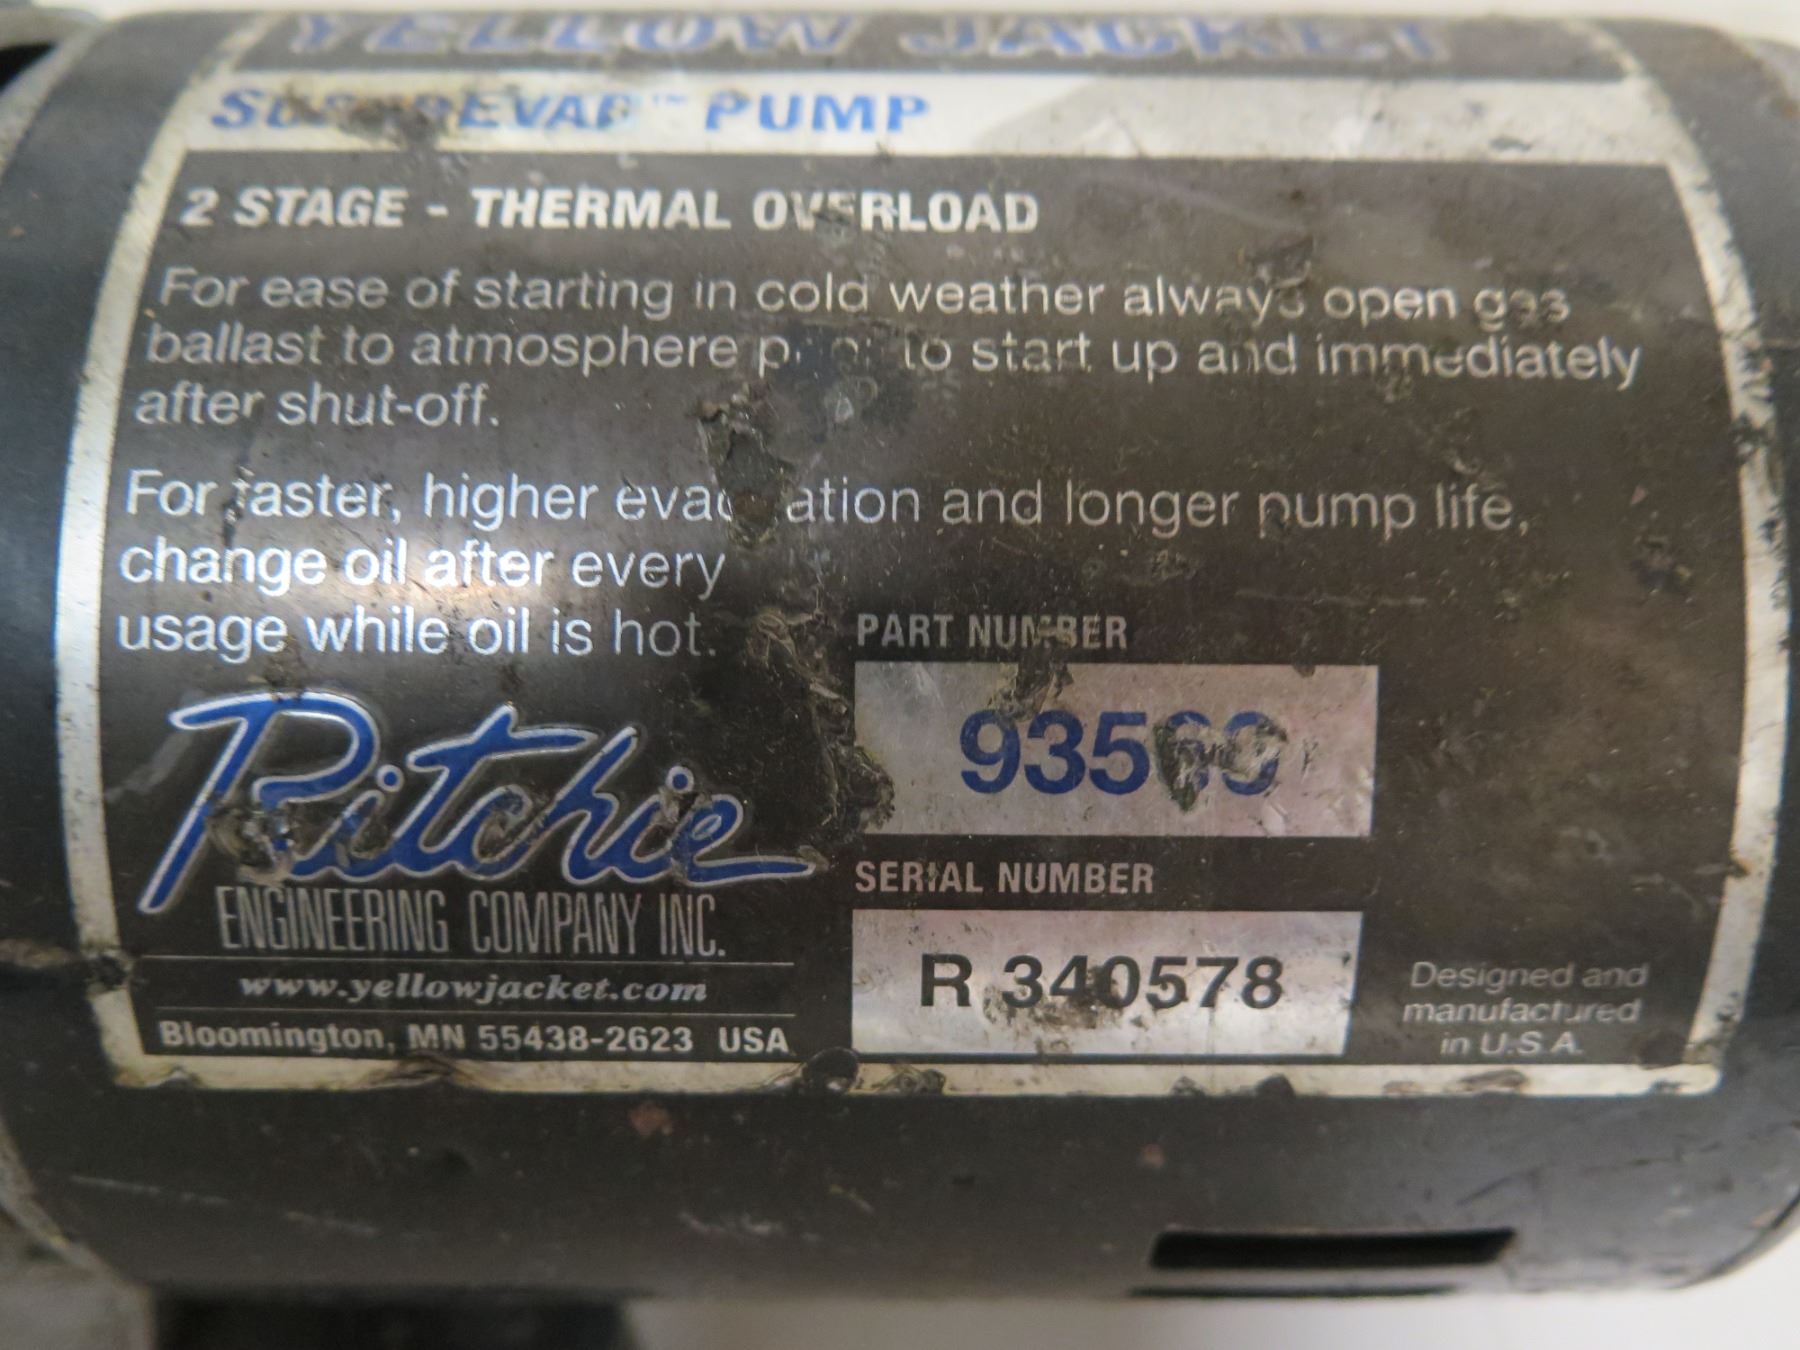 YELLOW JACKET
SUPEREVAC™ PUMP
2 STAGE - THERMAL OVERLOAD
For ease of starting in cold weather always open gas
ballast to atmosphere prior to start up and immediately
after shut-off.
For faster, higher evacuation and longer pump life,
change oil after every
usage while oil is hot.
PART NUMBER
Ritchie
ENGINEERING COMPANY INC.
www.yellowjacket.com
Bloomington, MN 55438-2623 USA
SERIAL NUMBER
R 340578
Designed and
manufactured
in U.S.A.